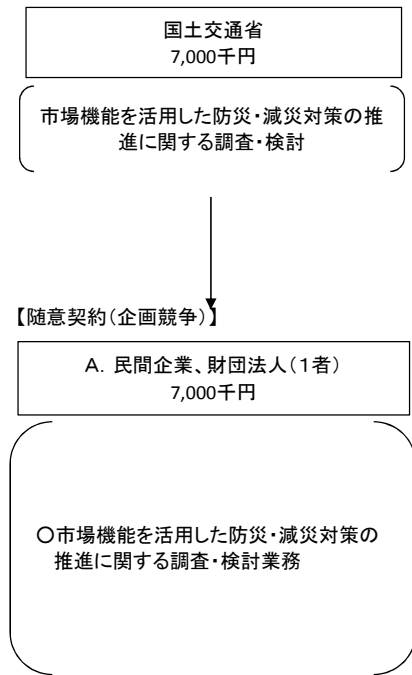 国土交通省
7,000千円
市場機能を活用した防災・減災対策の推
進に関する調査・検討
【随意契約(企画競争)】
A．民間企業、財団法人(1者)
7,000千円
○市場機能を活用した防災・減災対策の
推進に関する調査・検討業務